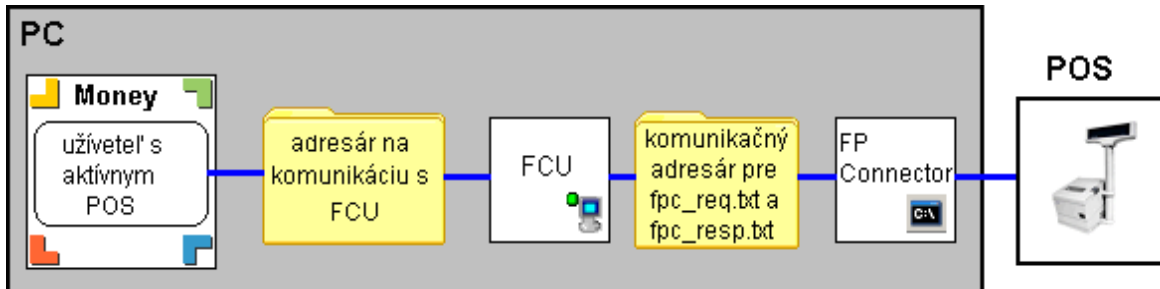 PC
Money
užíveteľ s
aktívnym
POS
adresár na
komunikáciu s
FCU
FCU
komunikačný
adresár pre
fpc_req.txt a
fpc_resp.txt
FP
Connector
C:\
POS